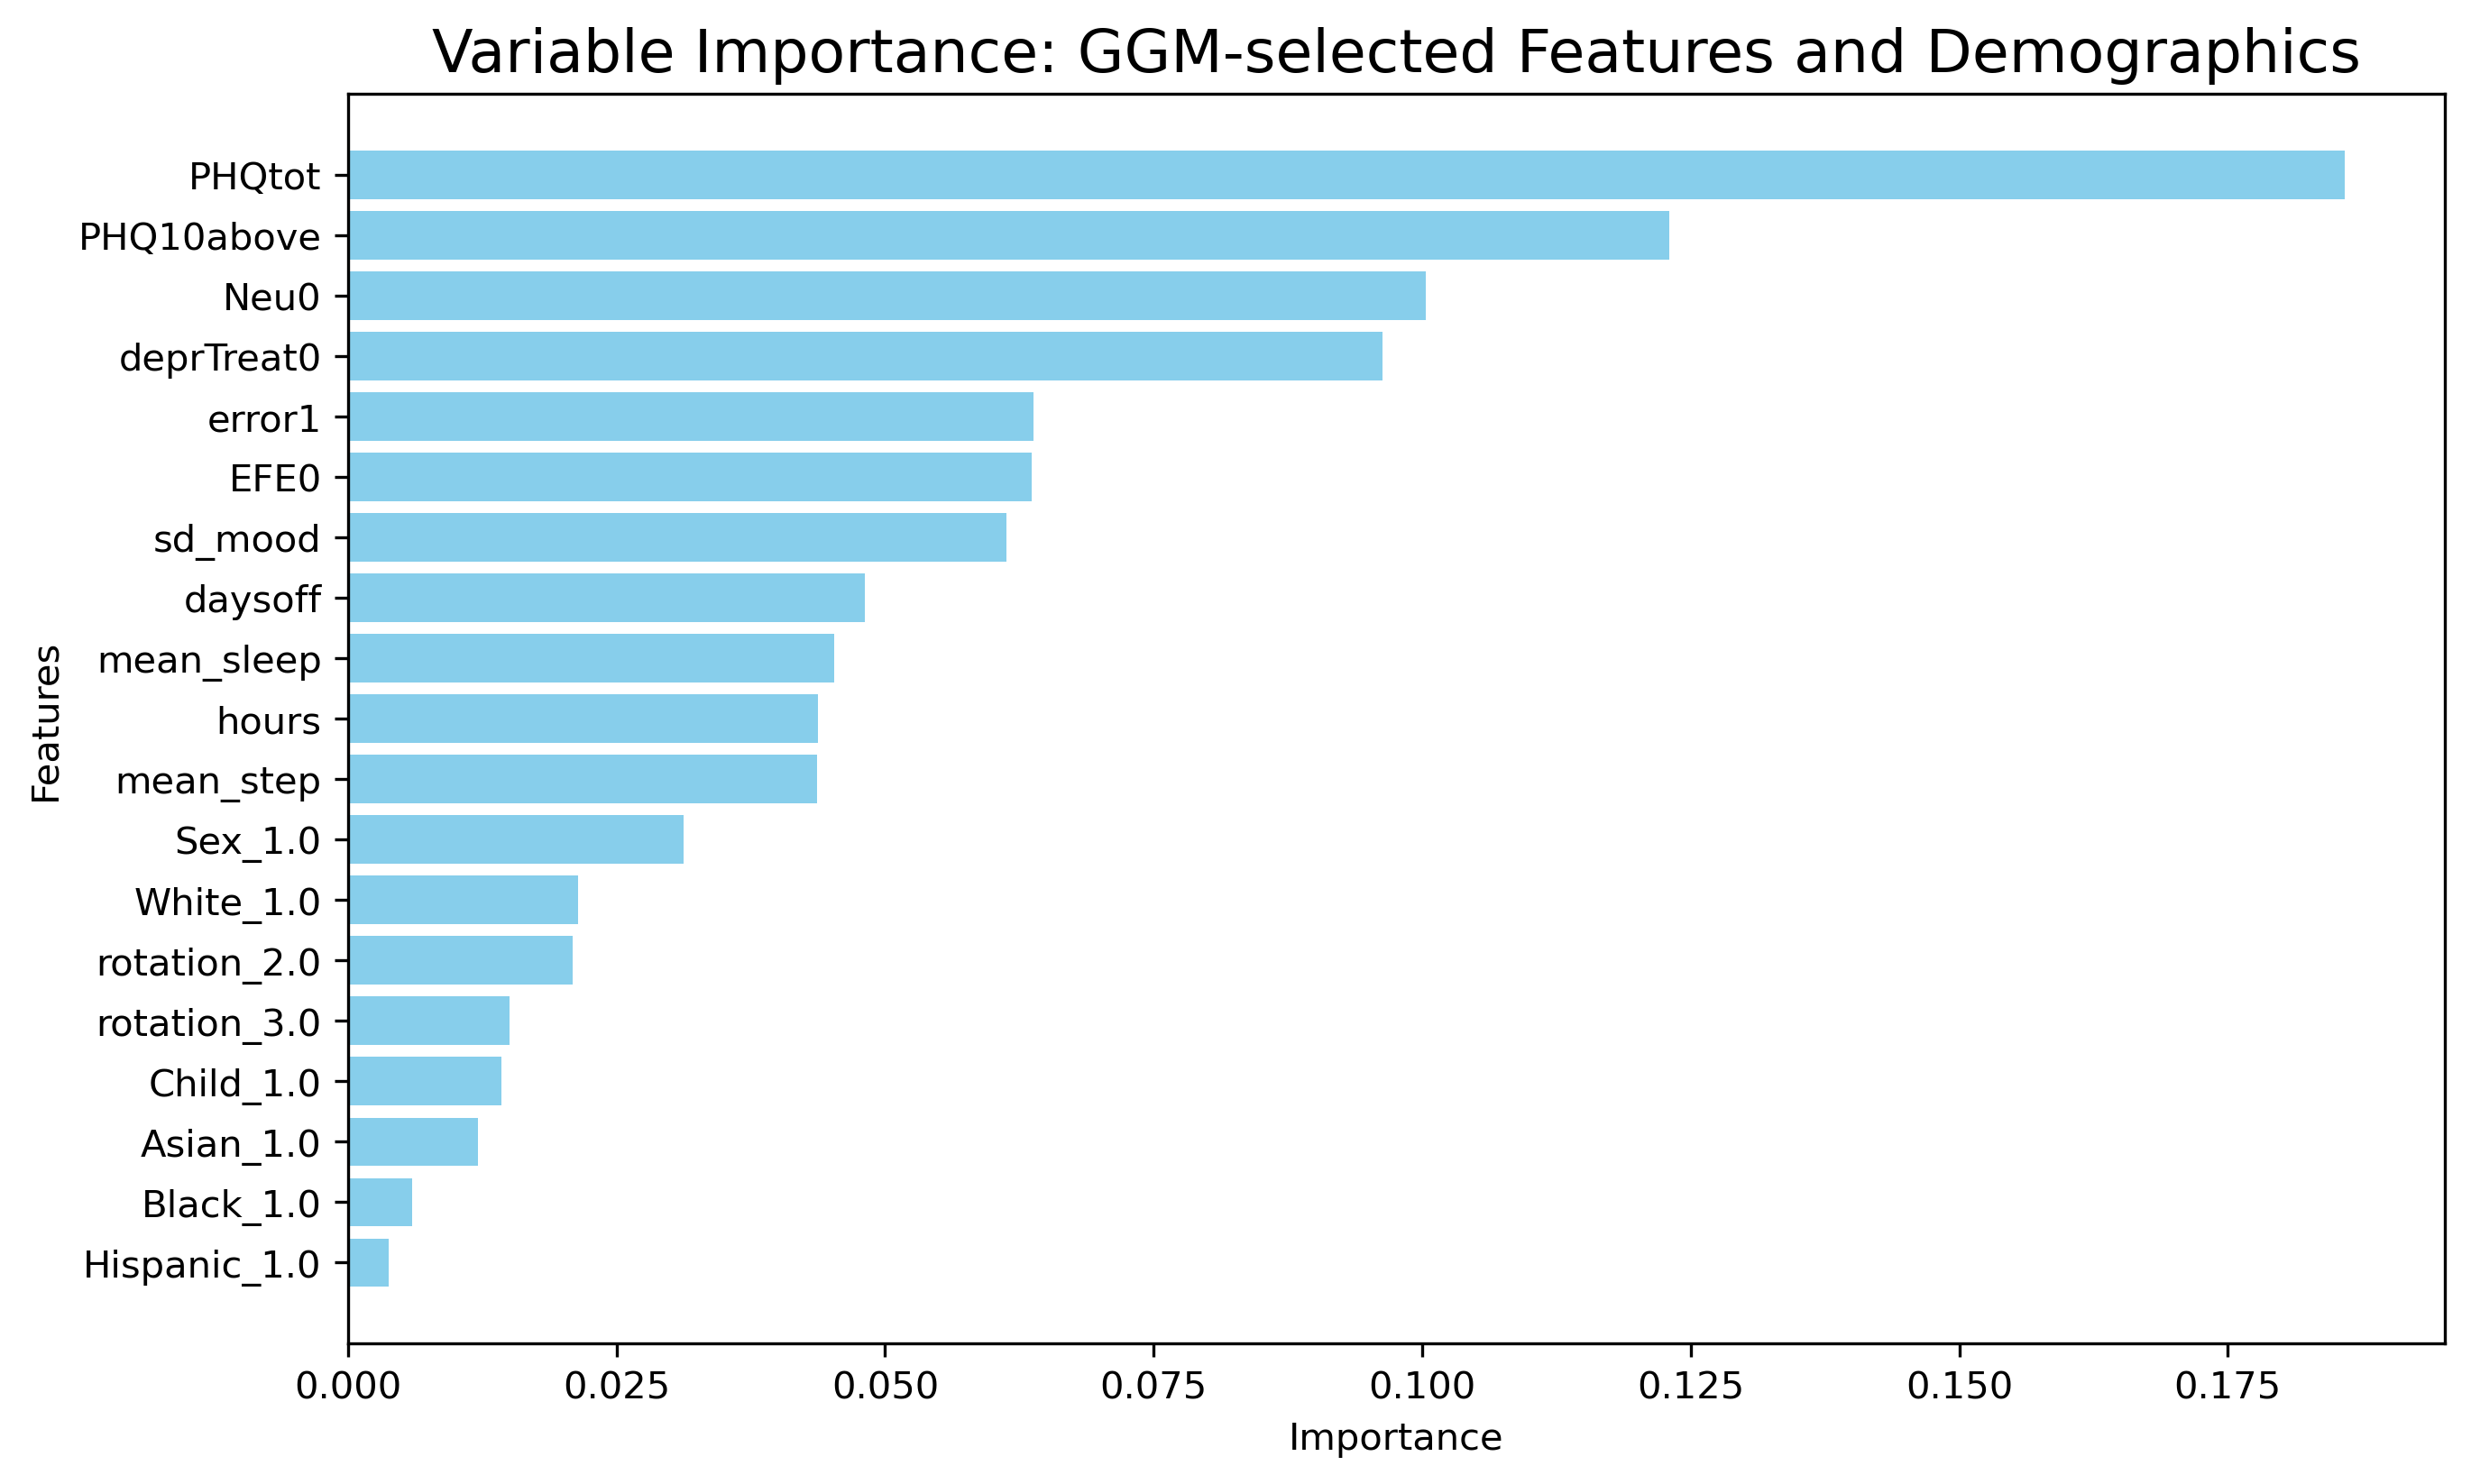 Variable Importance: GGM-selected Features and Demographics
PHQtot
PHQ10above
Neu0
deprTreat0
error1
EFE0
sd_mood
daysoff
mean_sleep
hours
mean_step
Sex_1.0
White_1.0
rotation_2.0
rotation_3.0
Child_1.0
Asian_1.0
Black_1.0
Hispanic_1.0
Features
0.000 0.025 0.050 0.075 0.100 0.125 0.150 0.175
Importance